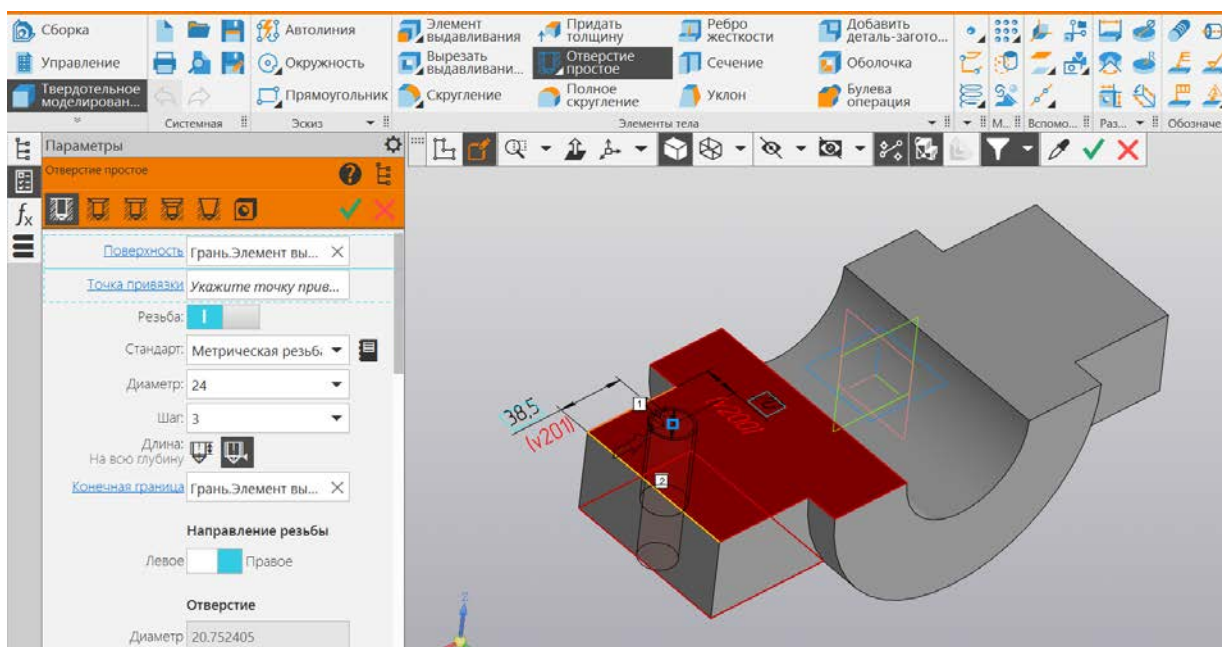 Сборка
Управление
Твердотельное
моделирован...
Системная
Автолиния
Окружность
Прямоугольник
Эскиз
Элемент
выдавливания
Вырезать
выдавливани...
Скругление
Придать
толщину
Отверстие
простое
Полное
скругление
Ребро
жесткости
Сечение
Уклон
Добавить
деталь-загото...
Оболочка
Булева
операция
Элементы тела
М...
Вспомо...
Раз...
Обозначе
Параметры
Отверстие простое
Поверхность Грань.Элемент вы...
Точка привязки Укажите точку прив...
Резьба:
Стандарт: Метрическая резьб
Диаметр: 24
Шаг: 3
Длина:
На всю глубину
Конечная граница Грань.Элемент вы...
Направление резьбы
Левое Правое
Отверстие
Диаметр 20.752405
fx
38,5
(v201)
(v200)
1
2
z